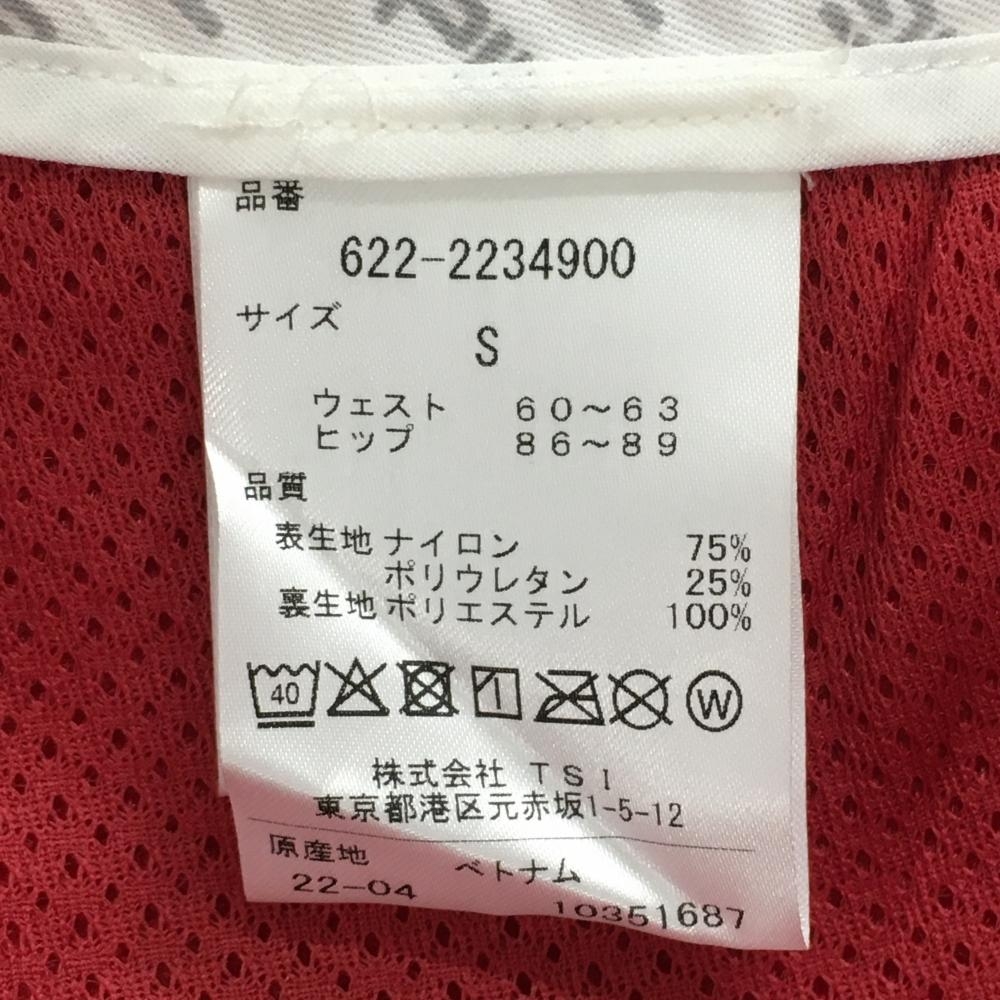 品番
622-2234900
サイズ
S
ウェスト 60～63
ヒップ 86～89
品質
表生地 ナイロン 75%
ポリウレタン 25%
裏生地 ポリエステル 100%
40
W
株式会社 TSI
東京都港区元赤坂1-5-12
原産地 ベトナム
22-04 10351687